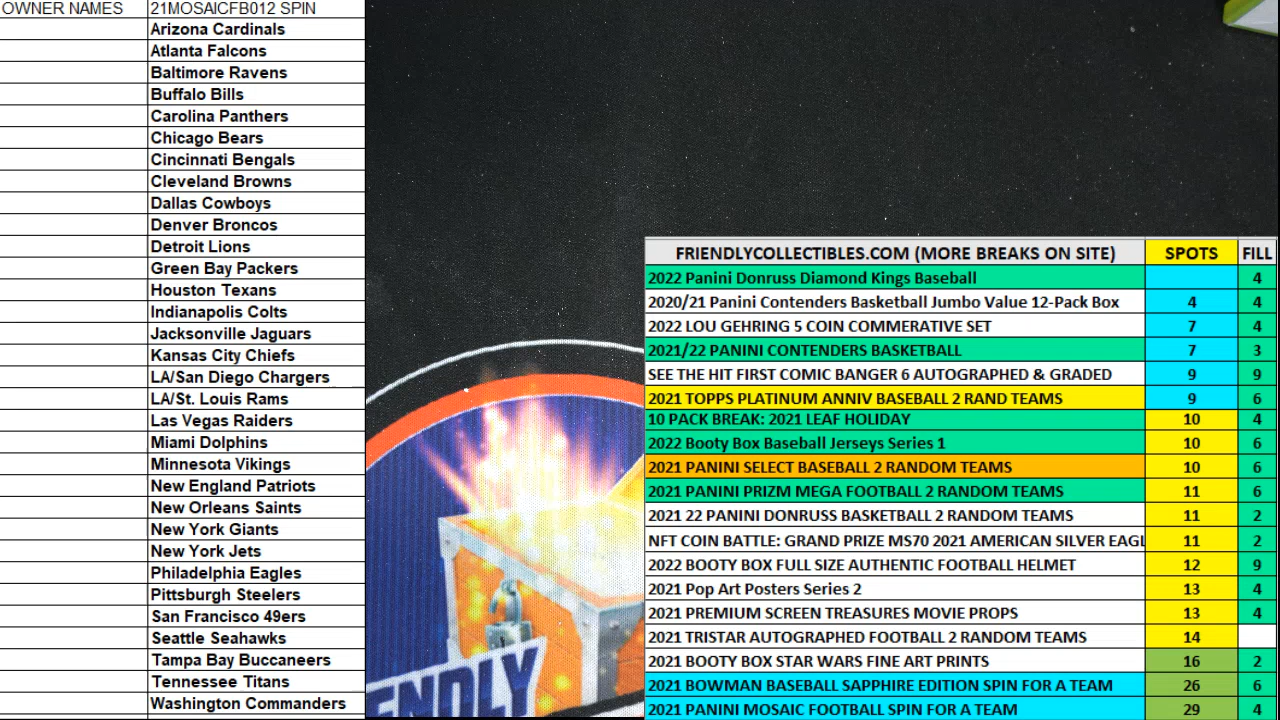 OWNER NAMES 21MOSAICFB012 SPIN
Arizona Cardinals
Atlanta Falcons
Baltimore Ravens
Buffalo Bills
Carolina Panthers
Chicago Bears
Cincinnati Bengals
Cleveland Browns
Dallas Cowboys
Denver Broncos
Detroit Lions
Green Bay Packers
Houston Texans
Indianapolis Colts
Jacksonville Jaguars
Kansas City Chiefs
LA/San Diego Chargers
LA/St. Louis Rams
Las Vegas Raiders
Miami Dolphins
Minnesota Vikings
New England Patriots
New Orleans Saints
New York Giants
New York Jets
Philadelphia Eagles
Pittsburgh Steelers
San Francisco 49ers
Seattle Seahawks
Tampa Bay Buccaneers
Tennessee Titans
Washington Commanders
FRIENDLYCOLLECTIBLES.COM (MORE BREAKS ON SITE) SPOTS FILL
2022 Panini Donruss Diamond Kings Baseball 4
2020/21 Panini Contenders Basketball Jumbo Value 12-Pack Box 4 4
2022 LOU GEHRING 5 COIN COMMERATIVE SET 7 4
2021/22 PANINI CONTENDERS BASKETBALL 7 3
SEE THE HIT FIRST COMIC BANGER 6 AUTOGRAPHED & GRADED 9 9
2021 TOPPS PLATINUM ANNIV BASEBALL 2 RAND TEAMS 9 6
10 PACK BREAK: 2021 LEAF HOLIDAY 10 4
2022 Booty Box Baseball Jerseys Series 1 10 6
2021 PANINI SELECT BASEBALL 2 RANDOM TEAMS 10 6
2021 PANINI PRIZM MEGA FOOTBALL 2 RANDOM TEAMS 11 6
2021 22 PANINI DONRUSS BASKETBALL 2 RANDOM TEAMS 11 2
NFT COIN BATTLE: GRAND PRIZE MS70 2021 AMERICAN SILVER EAGL 11 2
2022 BOOTY BOX FULL SIZE AUTHENTIC FOOTBALL HELMET 12 9
2021 Pop Art Posters Series 2 13 4
2021 PREMIUM SCREEN TREASURES MOVIE PROPS 13 4
2021 TRISTAR AUTOGRAPHED FOOTBALL 2 RANDOM TEAMS 14
2021 BOOTY BOX STAR WARS FINE ART PRINTS 16 2
2021 BOWMAN BASEBALL SAPPHIRE EDITION SPIN FOR A TEAM 26 6
2021 PANINI MOSAIC FOOTBALL SPIN FOR A TEAM 29 4
ENDLY